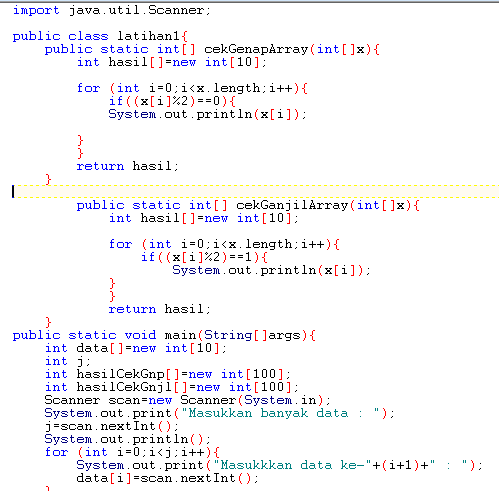 import java.util.Scanner;
public class latihan1{
public static int[] cekGenapArray(int[]x){
int hasil[]=new int[10];
for (int i=0;i<x.length;i++){
if((x[i]%2)==0){
System.out.println(x[i]);
}
}
return hasil;
}
public static int[] cekGanjilArray(int[]x){
int hasil[]=new int[10];
for (int i=0;i<x.length;i++){
if((x[i]%2)==1){
System.out.println(x[i]);
}
}
return hasil;
}
public static void main(String[]args){
int data[]=new int[10];
int j;
int hasilCekGnp[]=new int[100];
int hasilCekGnjl[]=new int[100];
Scanner scan=new Scanner(System.in);
System.out.print("Masukkan banyak data : ");
j=scan.nextInt();
System.out.println();
for (int i=0;i<j;i++){
System.out.print("Masukkkan data ke-"+(i+1)+" : ");
data[i]=scan.nextInt();
}